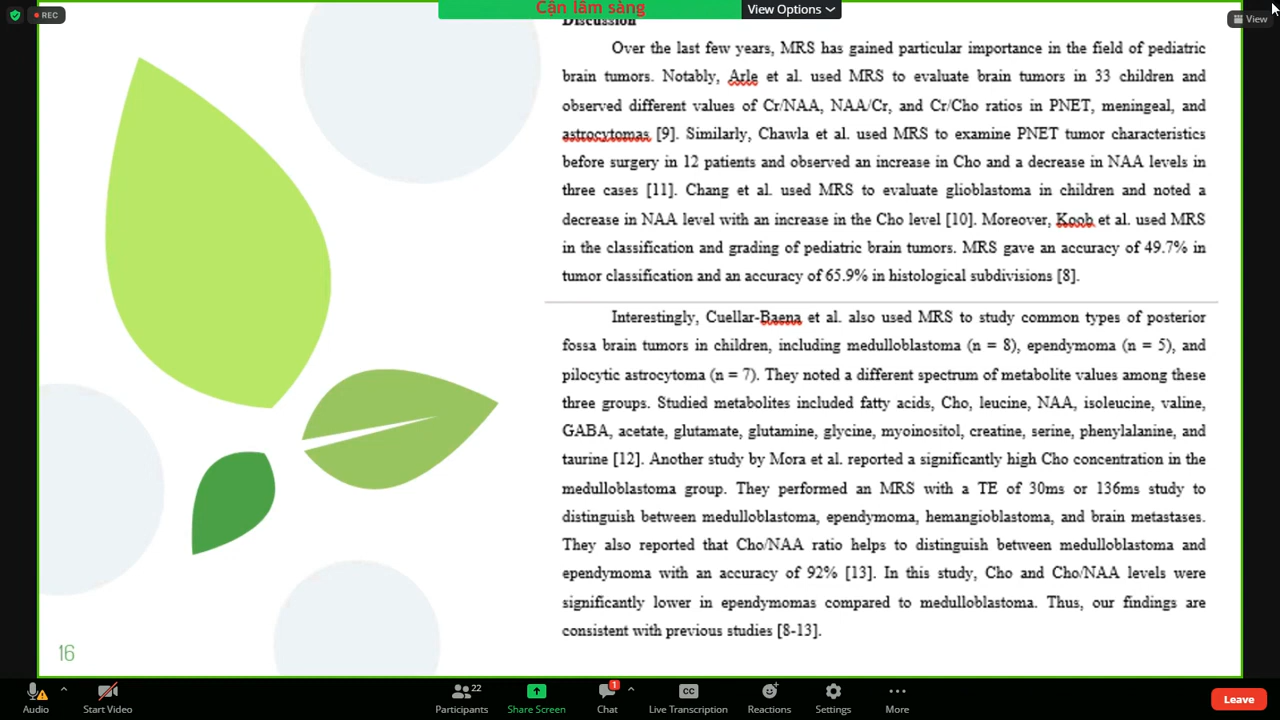 Cận lâm sàng
View Options
REC
View
Discussion
Over the last few years, MRS has gained particular importance in the field of pediatric
brain tumors. Notably, Arle et al. used MRS to evaluate brain tumors in 33 children and
observed different values of Cr/NAA, NAA/Cr, and Cr/Cho ratios in PNET, meningeal, and
astrocytomas [9]. Similarly, Chawla et al. used MRS to examine PNET tumor characteristics
before surgery in 12 patients and observed an increase in Cho and a decrease in NAA levels in
three cases [11]. Chang et al. used MRS to evaluate glioblastoma in children and noted a
decrease in NAA level with an increase in the Cho level [10]. Moreover, Koob et al. used MRS
in the classification and grading of pediatric brain tumors. MRS gave an accuracy of 49.7% in
tumor classification and an accuracy of 65.9% in histological subdivisions [8].
Interestingly, Cuellar-Baena et al. also used MRS to study common types of posterior
fossa brain tumors in children, including medulloblastoma (n = 8), ependymoma (n = 5), and
pilocytic astrocytoma (n = 7). They noted a different spectrum of metabolite values among these
three groups. Studied metabolites included fatty acids, Cho, leucine, NAA, isoleucine, valine,
GABA, acetate, glutamate, glutamine, glycine, myoinositol, creatine, serine, phenylalanine, and
taurine [12]. Another study by Mora et al. reported a significantly high Cho concentration in the
medulloblastoma group. They performed an MRS with a TE of 30ms or 136ms study to
distinguish between medulloblastoma, ependymoma, hemangioblastoma, and brain metastases.
They also reported that Cho/NAA ratio helps to distinguish between medulloblastoma and
ependymoma with an accuracy of 92% [13]. In this study, Cho and Cho/NAA levels were
significantly lower in ependymomas compared to medulloblastoma. Thus, our findings are
consistent with previous studies [8-13].
16
Audio
Start Video
Participants
22
Share Screen
Chat
1
CC
Live Transcription
Reactions
Settings
More
Leave